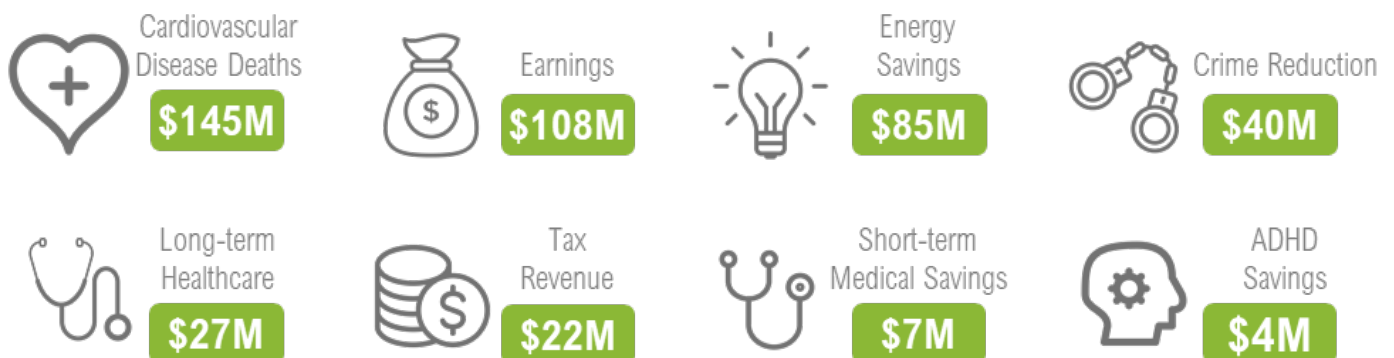 Cardiovascular
Disease Deaths
$145M
Earnings
$
$108M
Energy
Savings
$85M
Crime Reduction
$40M
Long-term
Healthcare
$27M
Tax
Revenue
$
$22M
Short-term
Medical Savings
$7M
ADHD
Savings
$4M